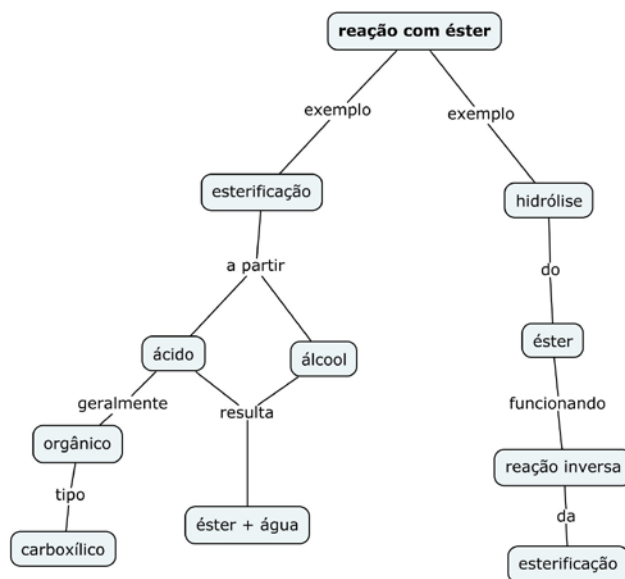 reação com éster
exemplo
exemplo
esterificação
hidrólise
a partir
do
ácido
álcool
éster
geralmente
resulta
funcionando
orgânico
reação inversa
tipo
da
éster + água
carboxílico
esterificação